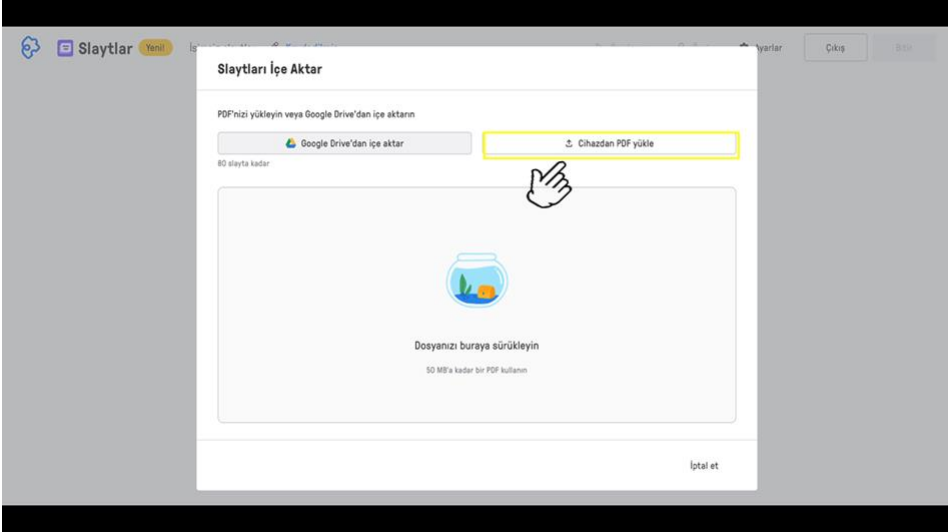 Slaytlar Yeni!
Ayarlar
Çıkış
Slaytları İçe Aktar
PDF'nizi yükleyin veya Google Drive'dan içe aktarın
Google Drive'dan içe aktar
Cihazdan PDF yükle
80 slayta kadar
Dosyanızı buraya sürükleyin
50 MB'a kadar bir PDF kullanın
İptal et